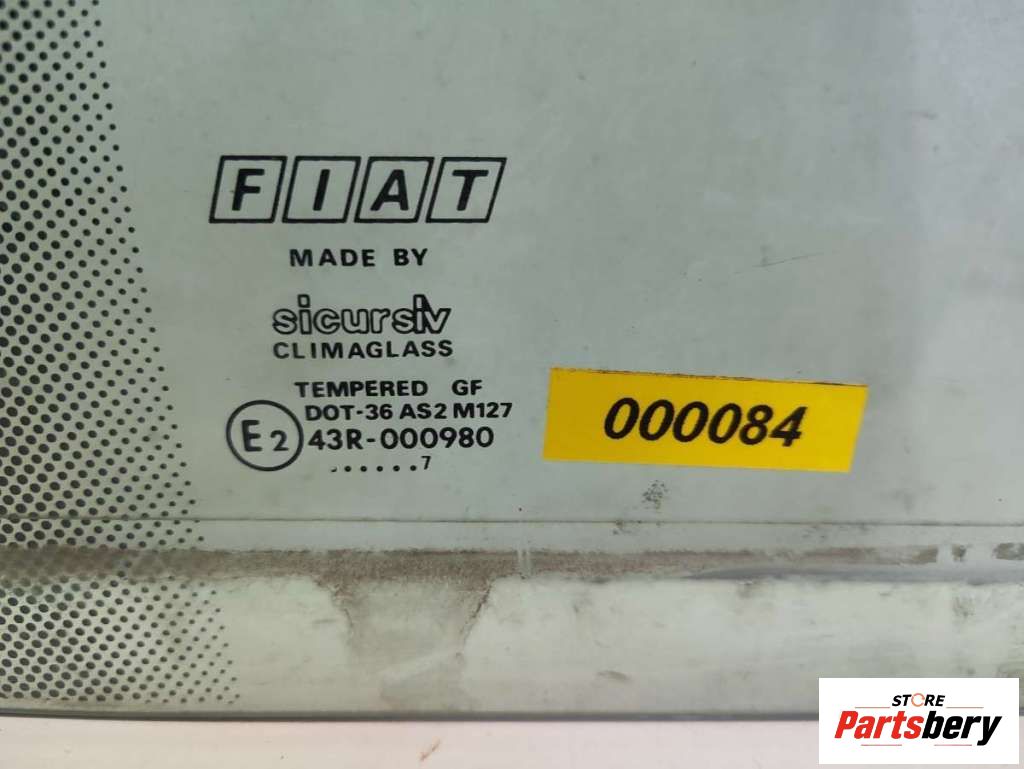 FIAT
MADE BY
sicursiv
CLIMAGLASS
TEMPERED GF
DOT-36 AS2 M127
E2 43R-000980
......7
000084
STORE
Partsbery